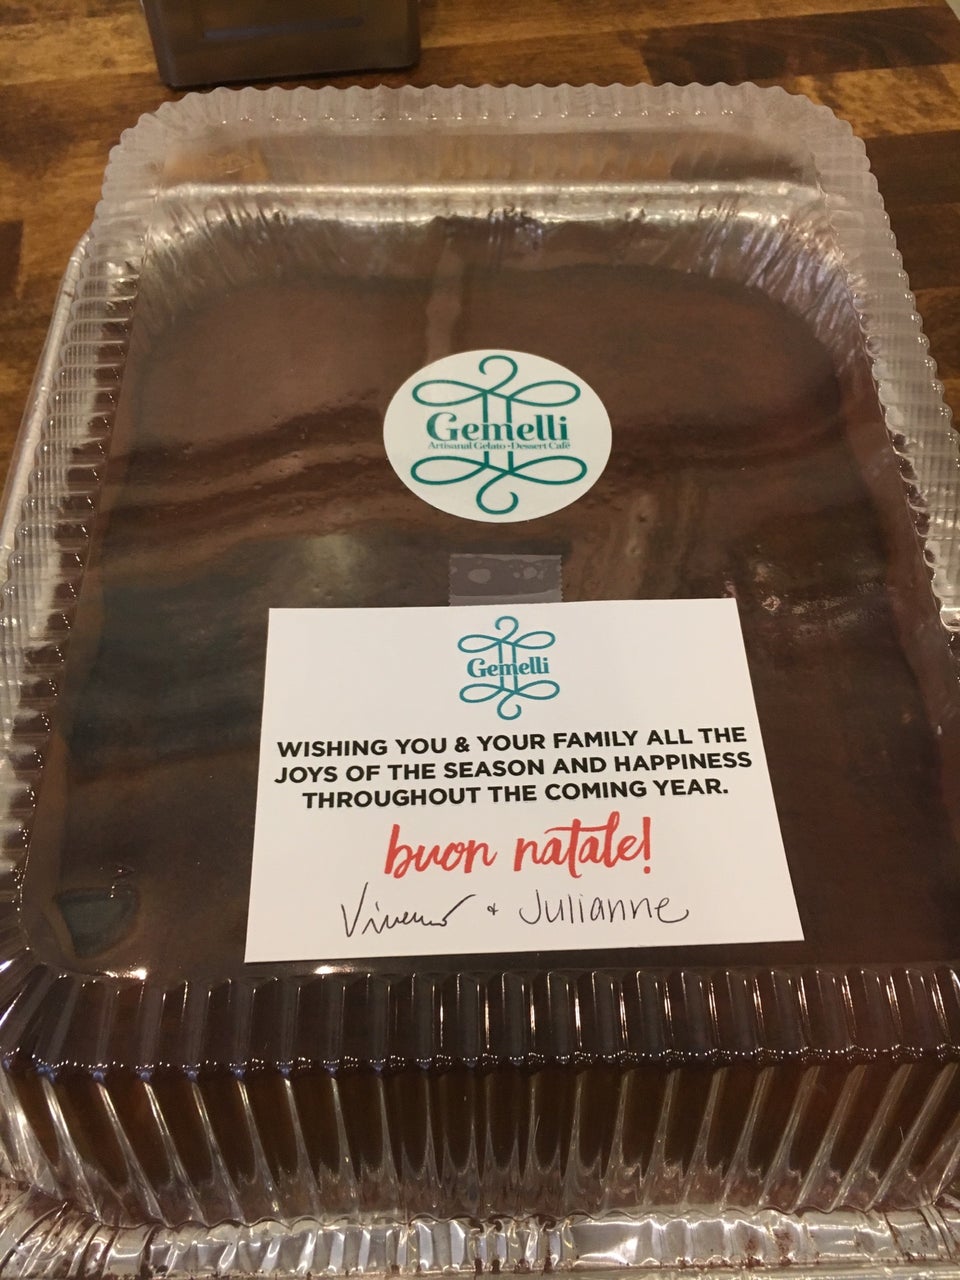 Gemelli
Artisanal Gelato · Dessert Café
Gemelli
WISHING YOU & YOUR FAMILY ALL THE
JOYS OF THE SEASON AND HAPPINESS
THROUGHOUT THE COMING YEAR.
buon natale!
+ Julianne